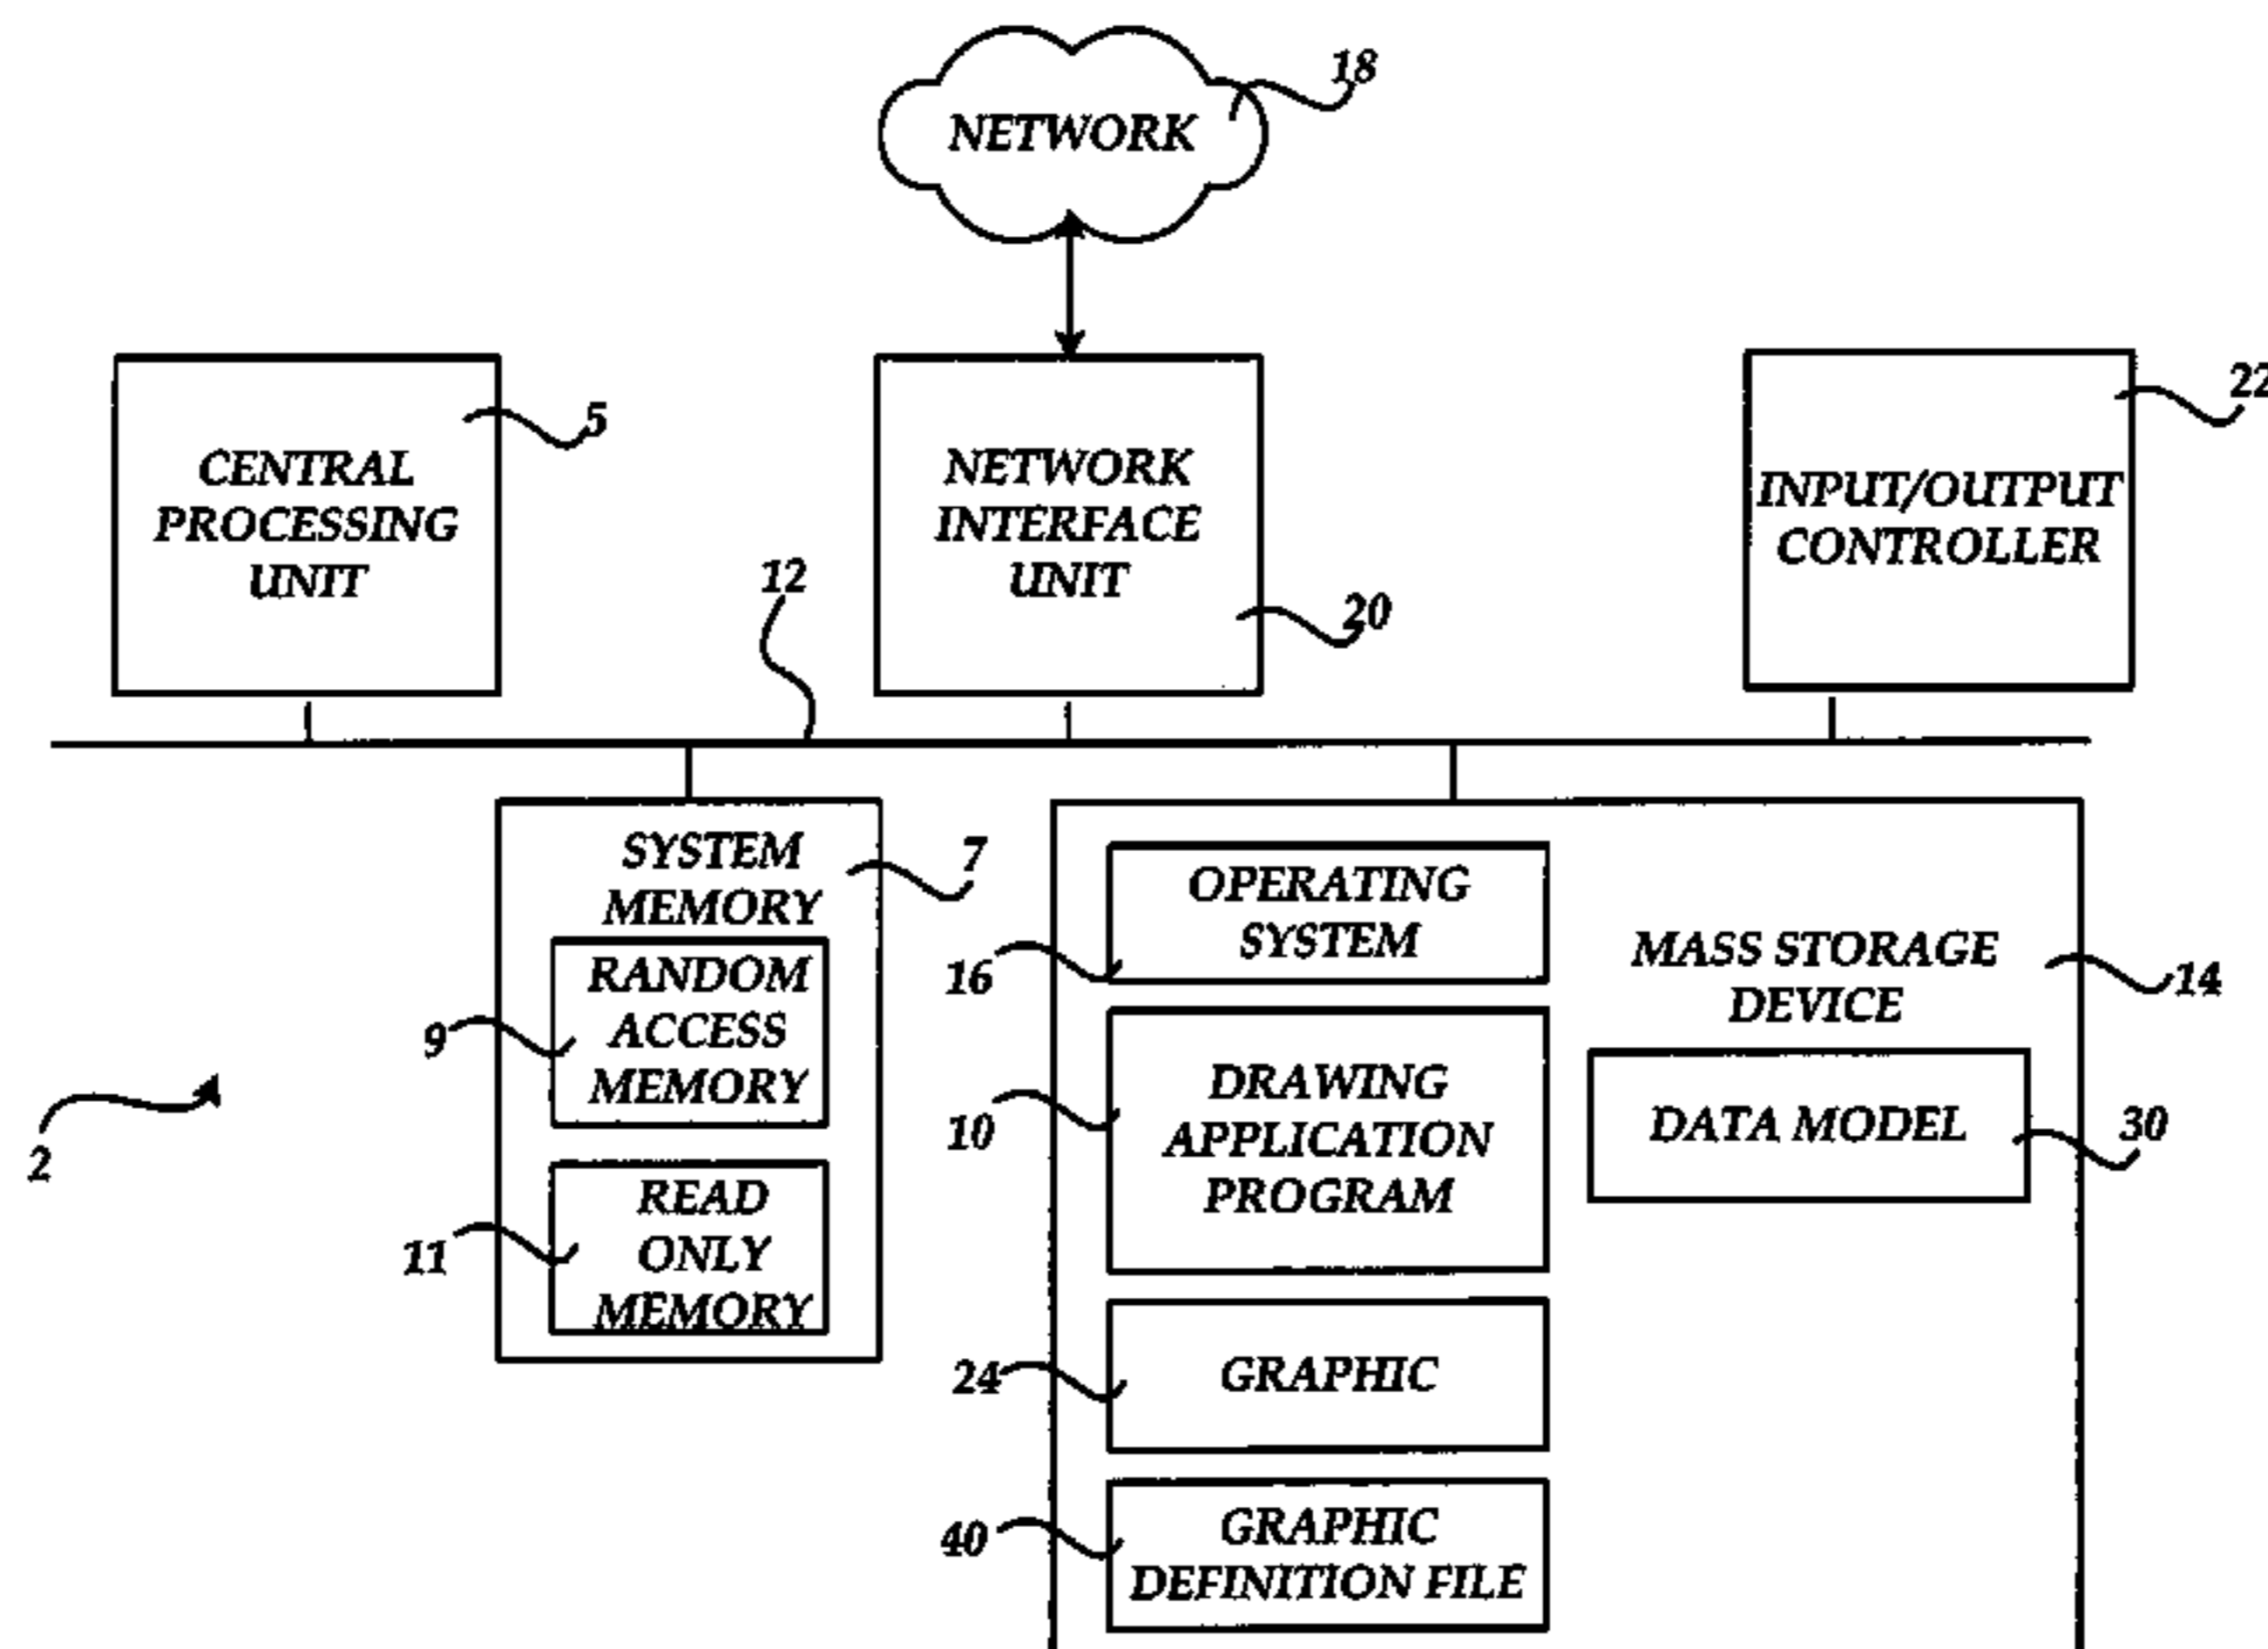 18
NETWORK
22
5
CENTRAL
PROCESSING
UNIT
NETWORK
INTERFACE
UNIT
INPUT/OUTPUT
CONTROLLER
12
20
SYSTEM
MEMORY
7
RANDOM
ACCESS
MEMORY
9
READ
ONLY
MEMORY
11
2
OPERATING
SYSTEM
16
MASS STORAGE
DEVICE
14
DRAWING
APPLICATION
PROGRAM
10
DATA MODEL
30
GRAPHIC
24
GRAPHIC
DEFINITION FILE
40